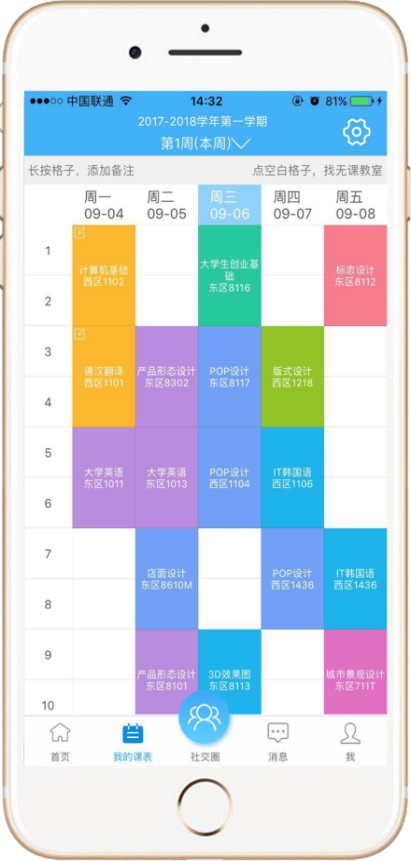 中国联通 14:32 81%
2017-2018学年第一学期
第1周(本周)
长按格子，添加备注 点空白格子，找无课教室
周一 周二 周三 周四 周五
09-04 09-05 09-06 09-07 09-08
1
2
计算机基础
西区1102
大学生创业基
础
东区8116
标志设计
东区8112
3
4
德汉翻译
西区1101
产品形态设计
东区8302
POP设计
东区8117
版式设计
西区1218
5
6
大学英语
东区1011
大学英语
东区1013
POP设计
西区1104
IT韩国语
西区1106
7
8
店面设计
东区8610M
POP设计
西区1436
IT韩国语
西区1436
9
10
产品形态设计
东区8101
3D效果图
东区8113
城市景观设计
东区711T
首页 我的课表 社交圈 消息 我